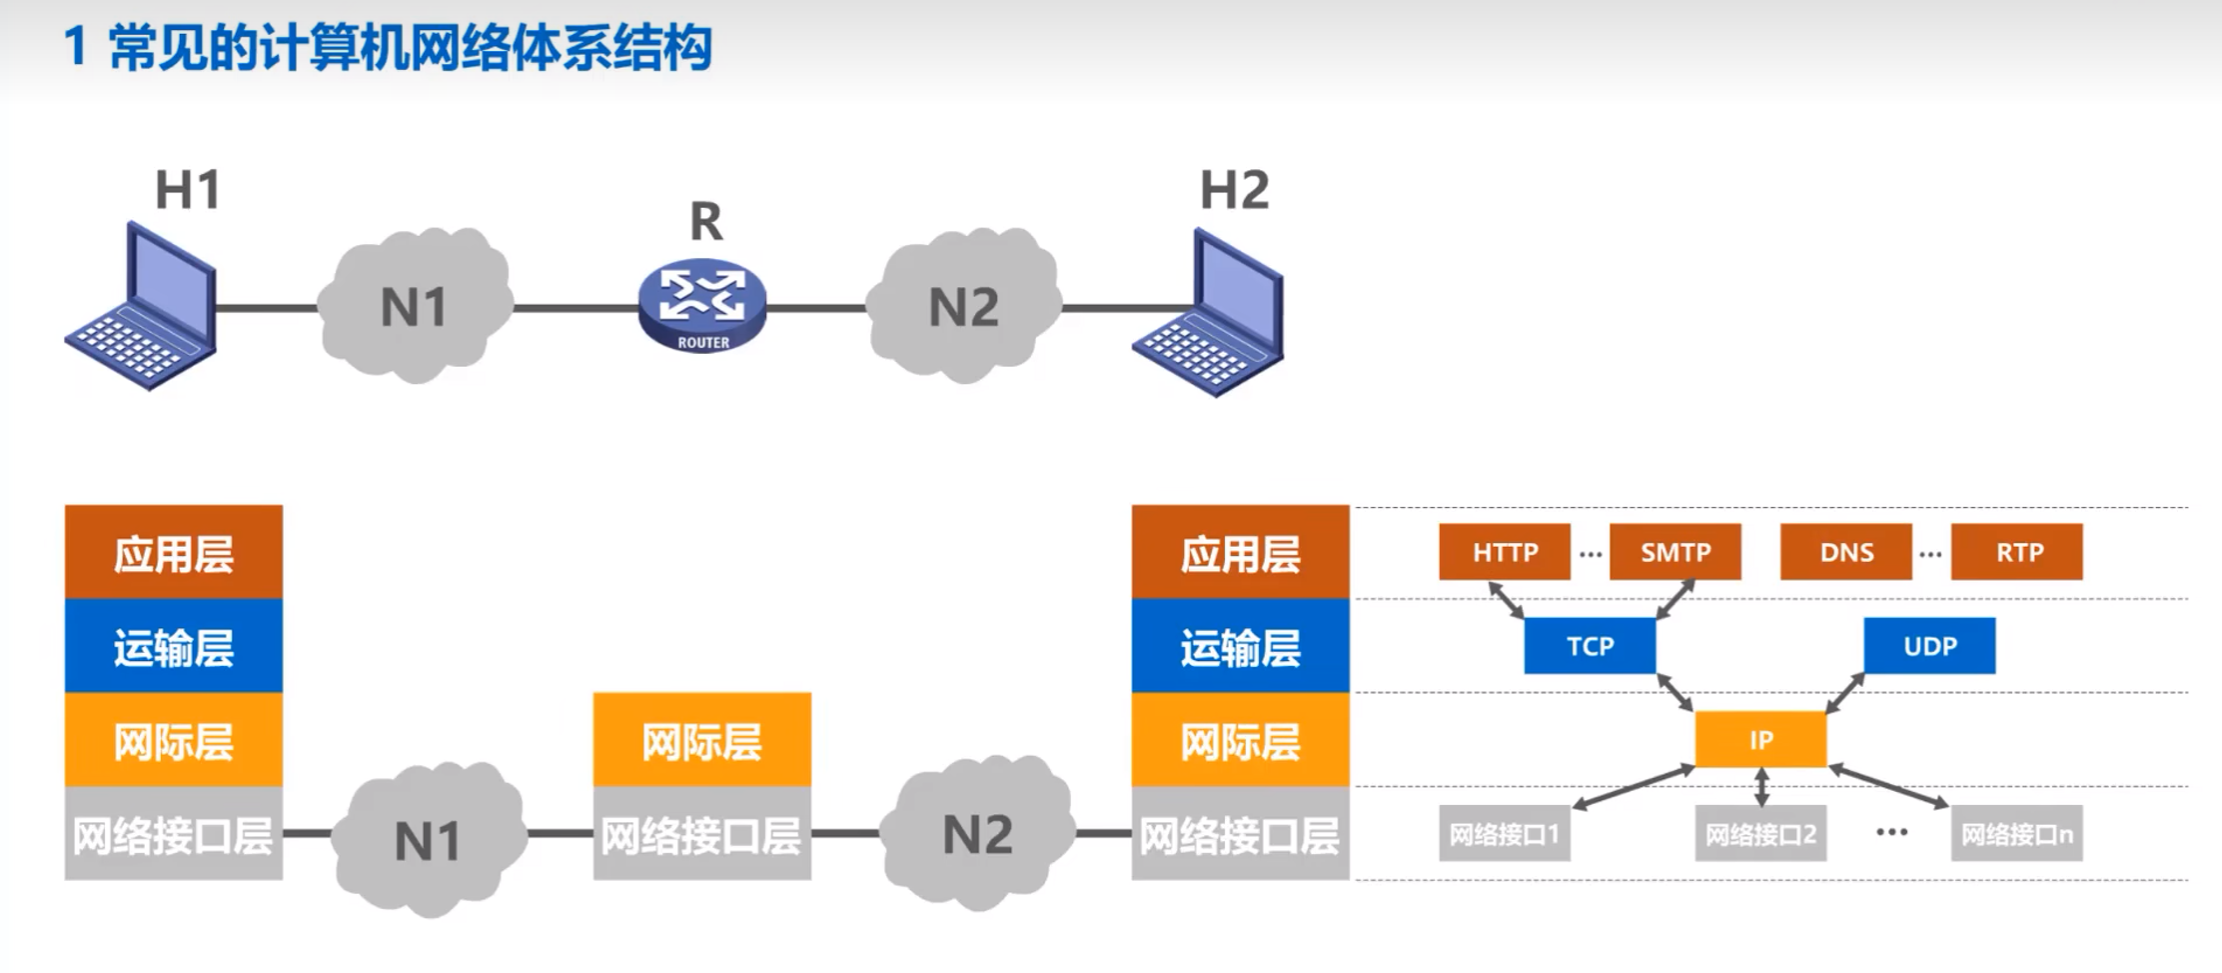 1 常见的计算机网络体系结构
H1
R
H2
N1
ROUTER
N2
应用层
运输层
网际层
网络接口层
N1
网际层
网络接口层
N2
应用层
运输层
网际层
网络接口层
HTTP ... SMTP DNS ... RTP
TCP UDP
IP
网络接口1 网络接口2 ... 网络接口n